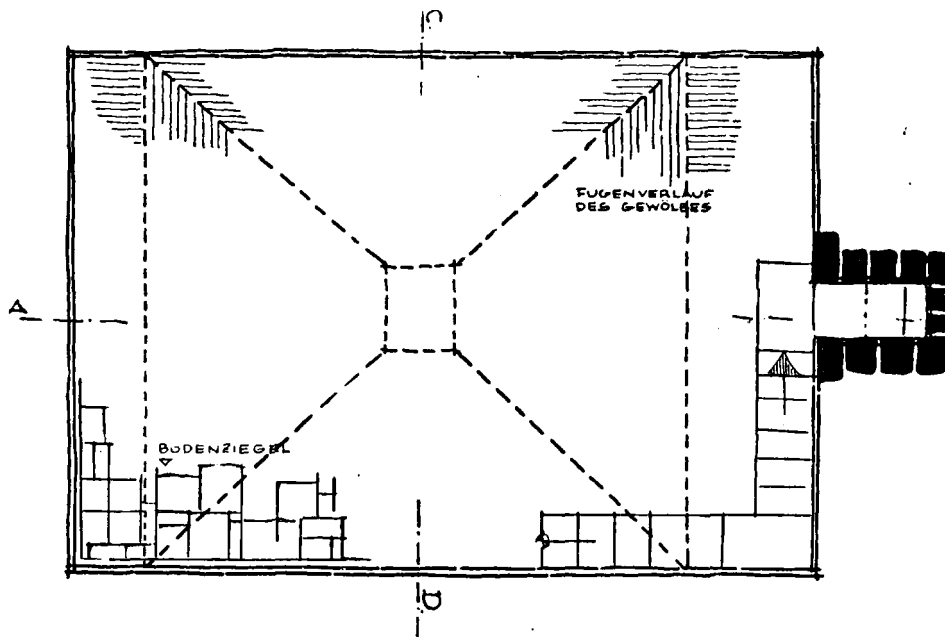 C
FUGENVERLAUF
DES GEWÖLBES
A
BODENZIEGEL
D